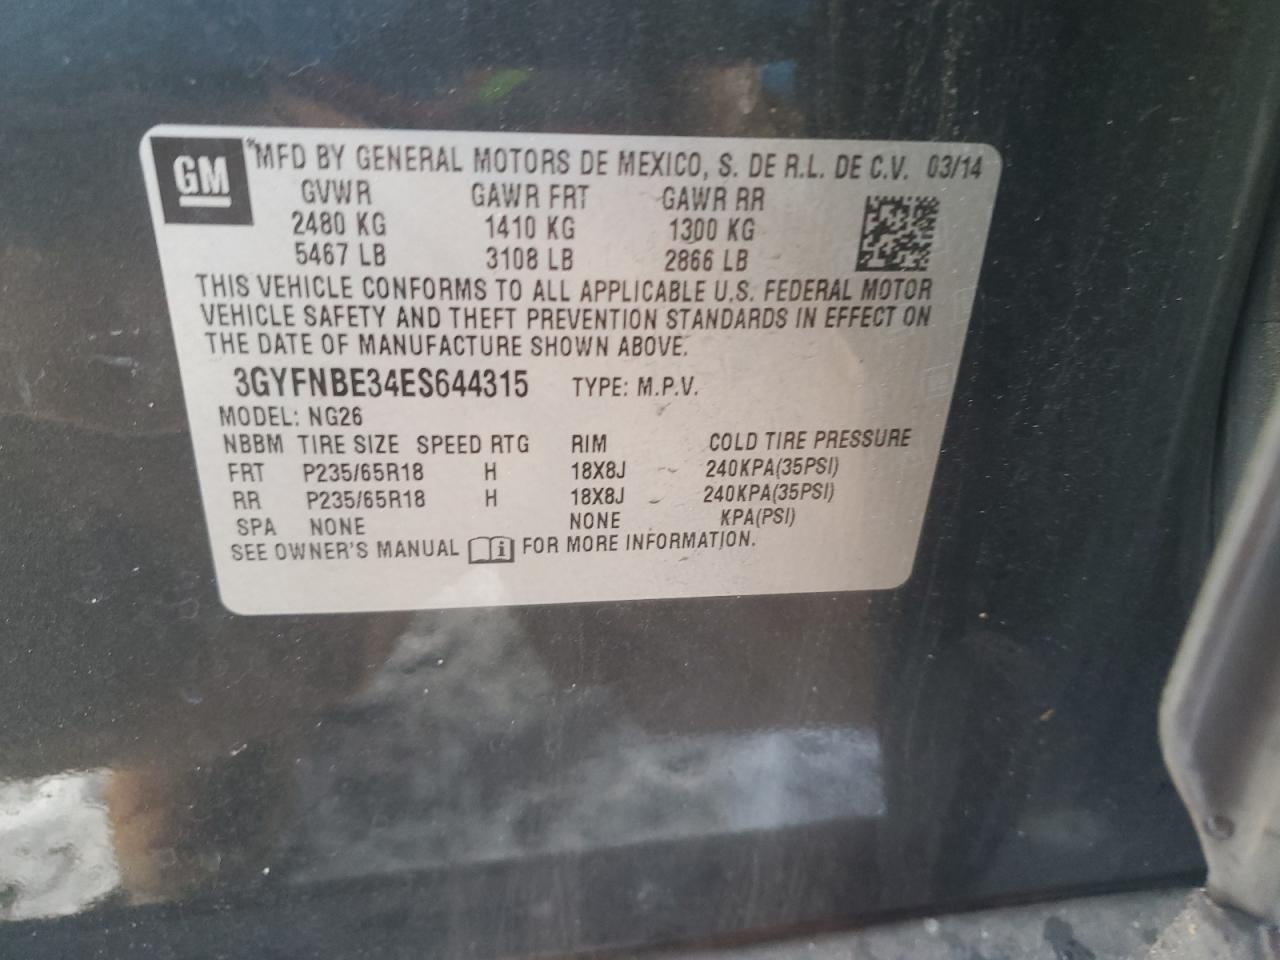 GM
*MFD BY GENERAL MOTORS DE MEXICO, S. DE R.L. DE C.V. 03/14
GVWR GAWR FRT GAWR RR
2480 KG 1410 KG 1300 KG
5467 LB 3108 LB 2866 LB
THIS VEHICLE CONFORMS TO ALL APPLICABLE U.S. FEDERAL MOTOR
VEHICLE SAFETY AND THEFT PREVENTION STANDARDS IN EFFECT ON
THE DATE OF MANUFACTURE SHOWN ABOVE.
3GYFNBE34ES644315 TYPE: M.P.V.
MODEL: NG26
NBBM TIRE SIZE SPEED RTG RIM COLD TIRE PRESSURE
FRT P235/65R18 H 18X8J 240KPA(35PSI)
RR P235/65R18 H 18X8J 240KPA(35PSI)
SPA NONE NONE KPA(PSI)
SEE OWNER'S MANUAL i FOR MORE INFORMATION.